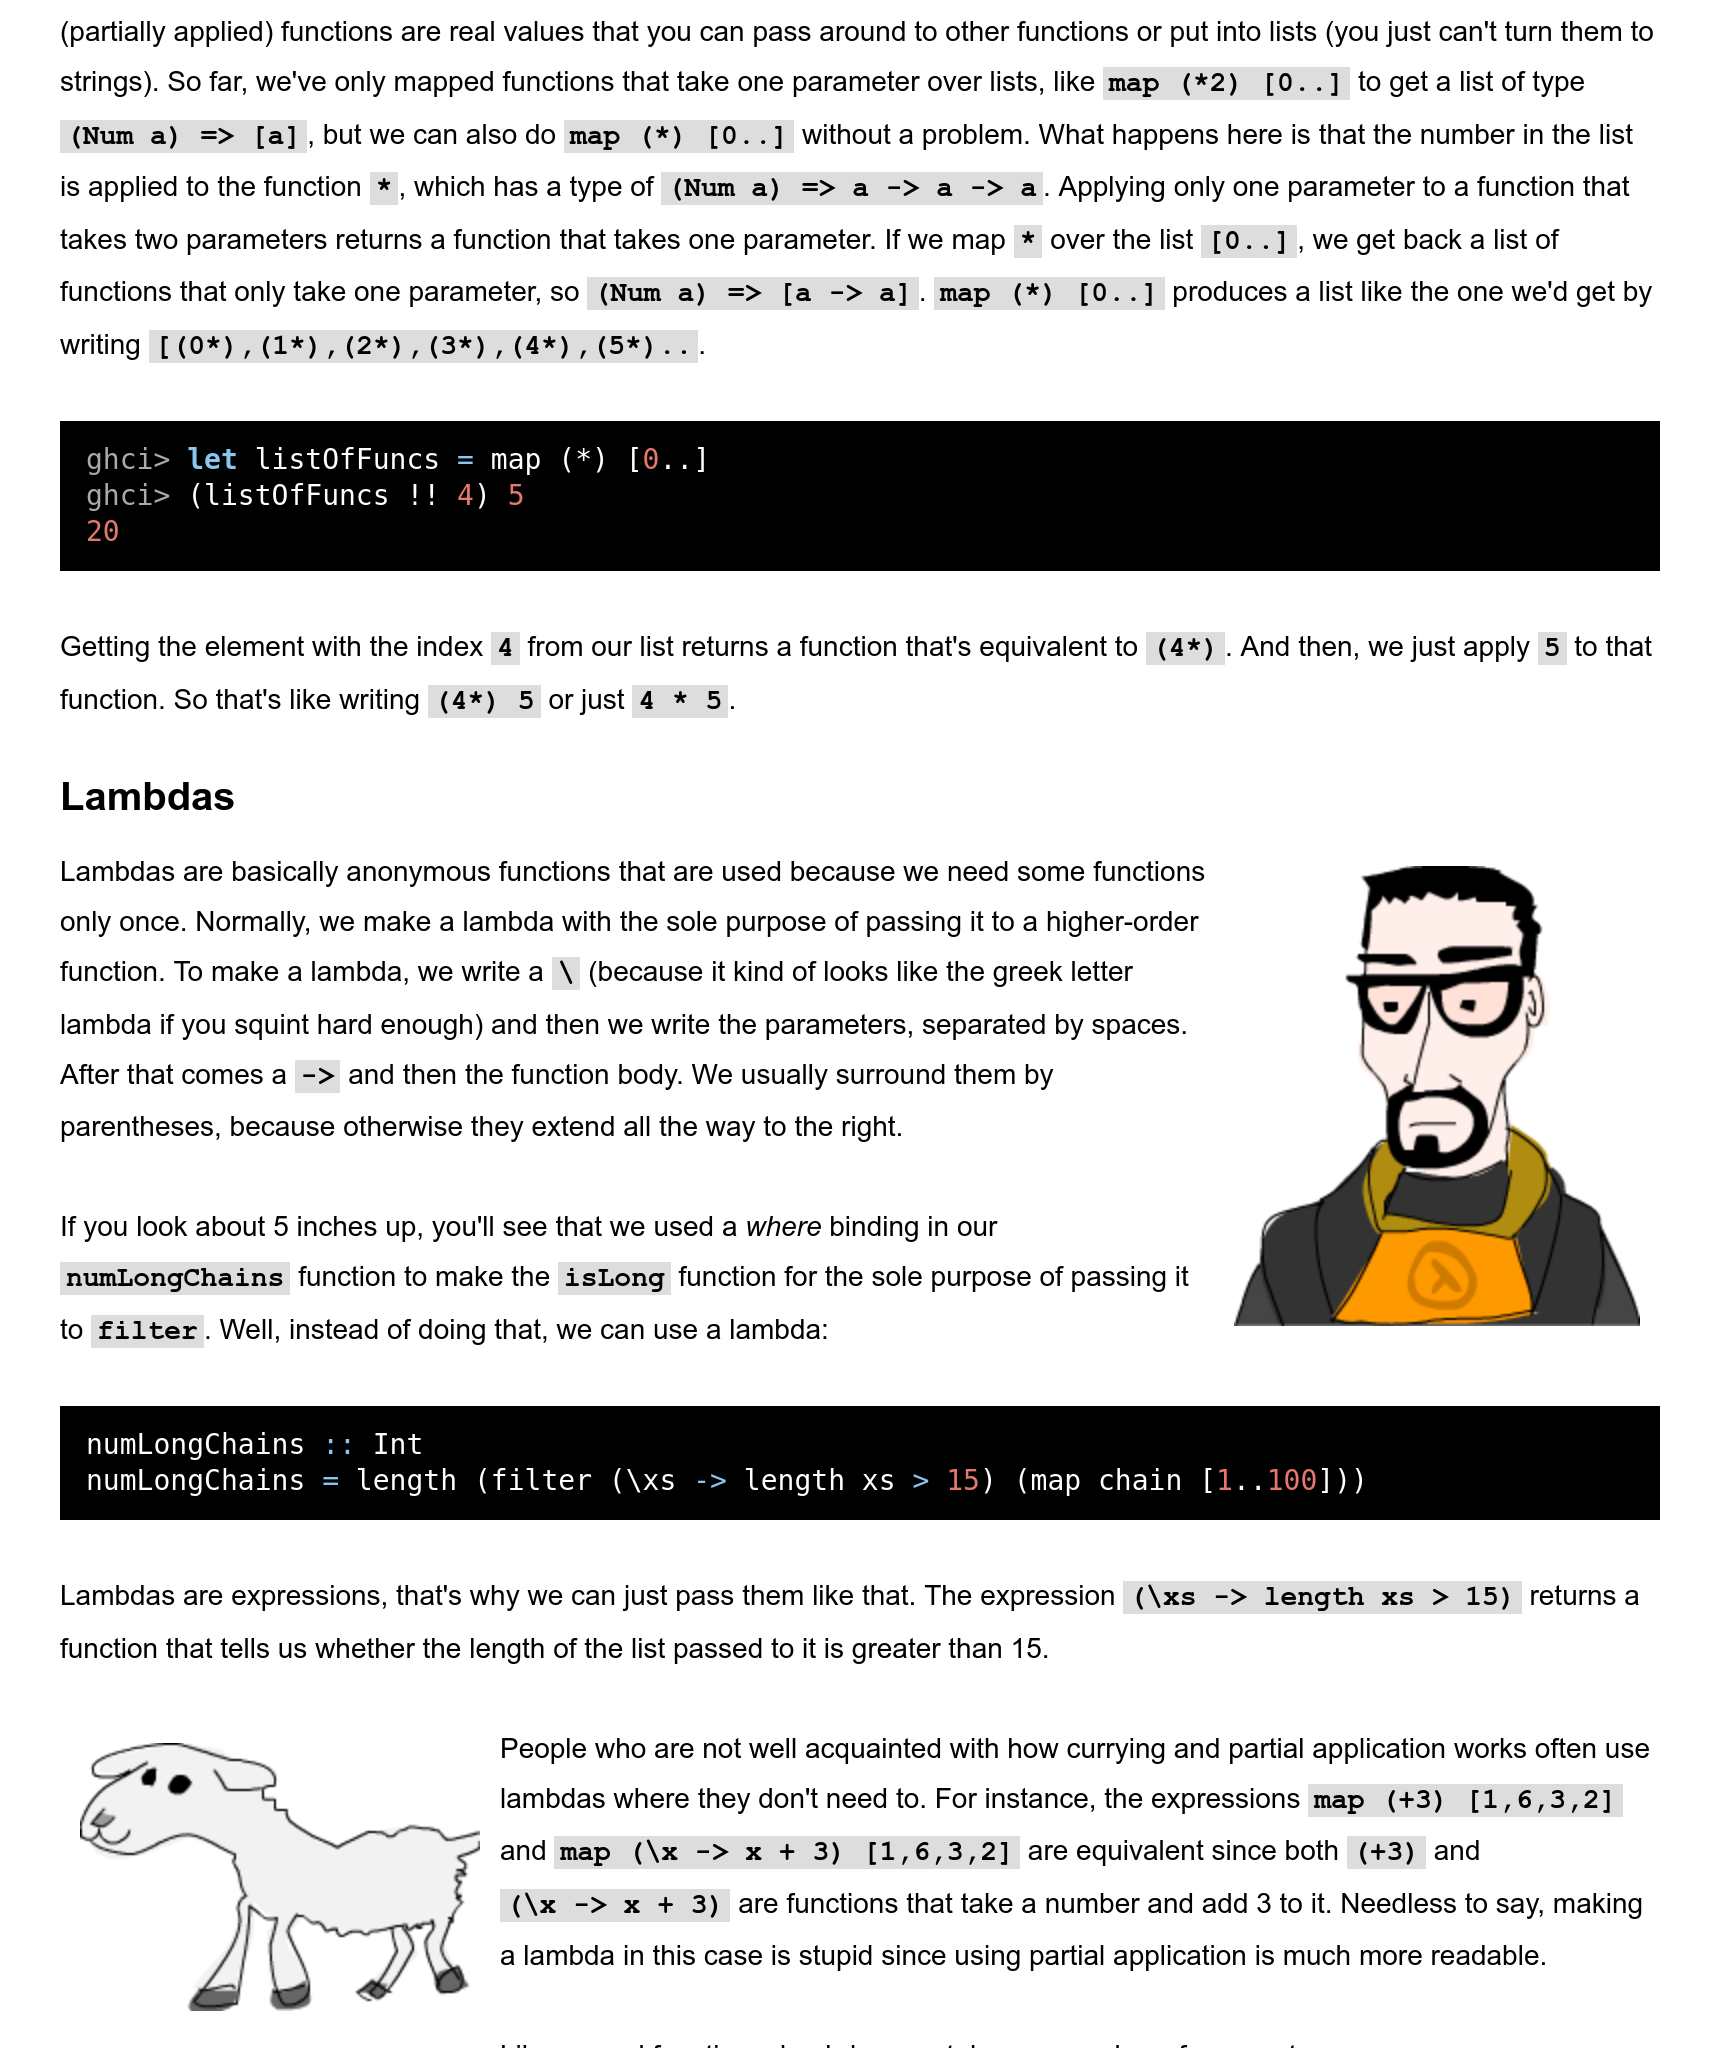 (partially applied) functions are real values that you can pass around to other functions or put into lists (you just can't turn them to
strings). So far, we've only mapped functions that take one parameter over lists, like map (*2) [0..] to get a list of type
(Num a) => [a], but we can also do map (*) [0..] without a problem. What happens here is that the number in the list
is applied to the function *, which has a type of (Num a) => a -> a -> a. Applying only one parameter to a function that
takes two parameters returns a function that takes one parameter. If we map * over the list [0..], we get back a list of
functions that only take one parameter, so (Num a) => [a -> a]. map (*) [0..] produces a list like the one we'd get by
writing [(0*),(1*),(2*),(3*),(4*),(5*)...
ghci> let listOfFuncs = map (*) [0..]
ghci> (listOfFuncs !! 4) 5
20
Getting the element with the index 4 from our list returns a function that's equivalent to (4*). And then, we just apply 5 to that
function. So that's like writing (4*) 5 or just 4 * 5.
Lambdas
Lambdas are basically anonymous functions that are used because we need some functions
only once. Normally, we make a lambda with the sole purpose of passing it to a higher-order
function. To make a lambda, we write a \ (because it kind of looks like the greek letter
lambda if you squint hard enough) and then we write the parameters, separated by spaces.
After that comes a -> and then the function body. We usually surround them by
parentheses, because otherwise they extend all the way to the right.
If you look about 5 inches up, you'll see that we used a where binding in our
numLongChains function to make the isLong function for the sole purpose of passing it
to filter. Well, instead of doing that, we can use a lambda:
numLongChains :: Int
numLongChains = length (filter (\xs -> length xs > 15) (map chain [1..100]))
Lambdas are expressions, that's why we can just pass them like that. The expression (\xs -> length xs > 15) returns a
function that tells us whether the length of the list passed to it is greater than 15.
People who are not well acquainted with how currying and partial application works often use
lambdas where they don't need to. For instance, the expressions map (+3) [1,6,3,2]
and map (\x -> x + 3) [1,6,3,2] are equivalent since both (+3) and
(\x -> x + 3) are functions that take a number and add 3 to it. Needless to say, making
a lambda in this case is stupid since using partial application is much more readable.